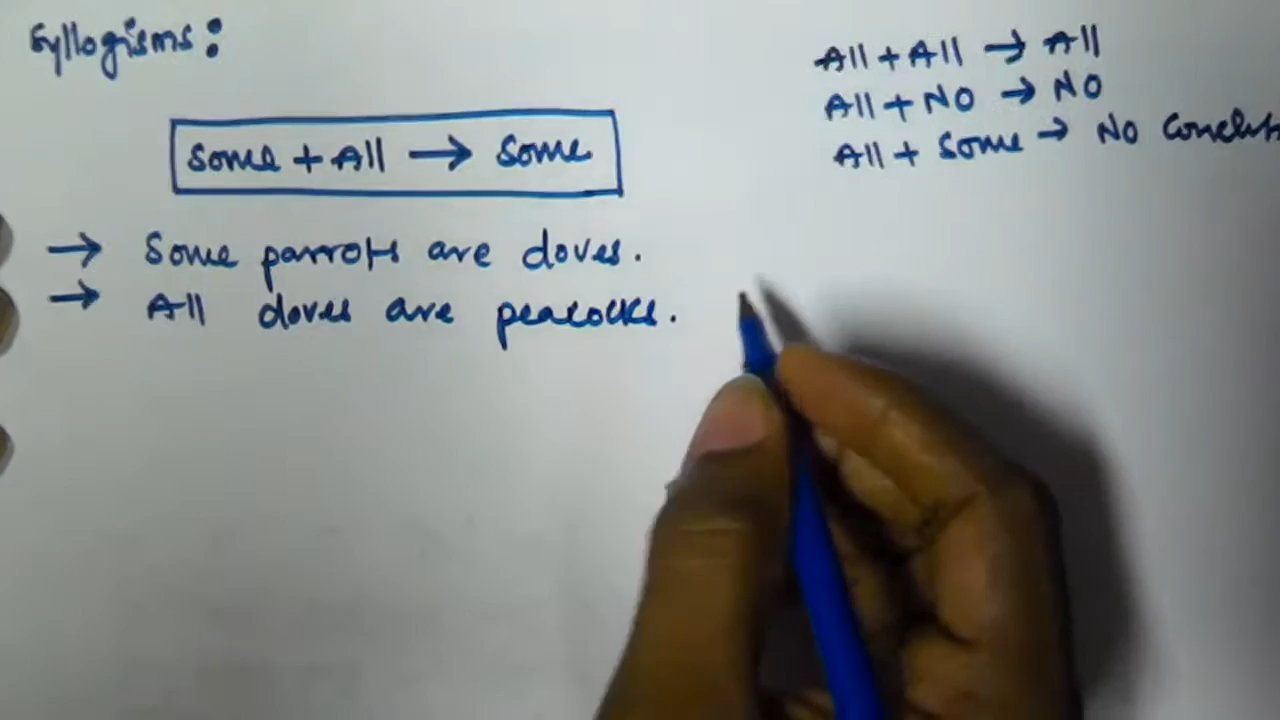 Syllogisms:
All + All → All
All + No → No
All + Some → No Conclus
Some + All → Some
→ Some parrots are doves.
→ All doves are peacocks.